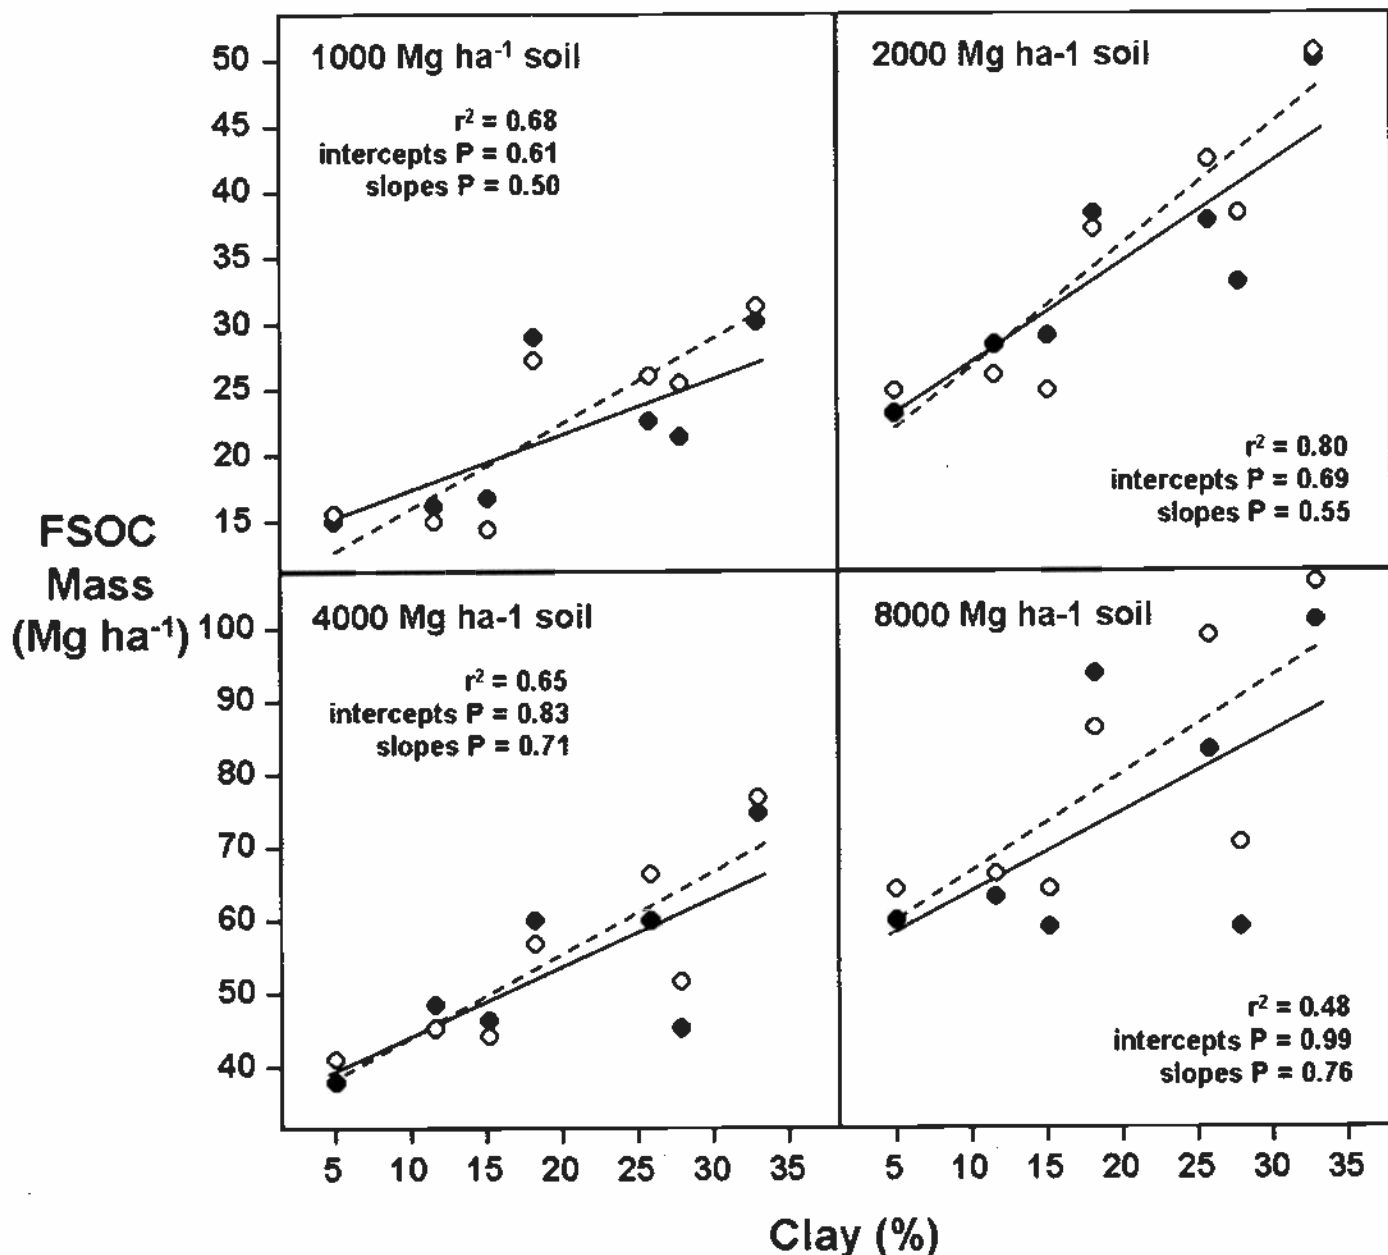 1000 Mg ha⁻¹ soil
r² = 0.68
intercepts P = 0.61
slopes P = 0.50
2000 Mg ha-1 soil
r² = 0.80
intercepts P = 0.69
slopes P = 0.55
50
45
40
35
30
25
20
15
FSOC
Mass
(Mg ha⁻¹)
4000 Mg ha-1 soil
r² = 0.65
intercepts P = 0.83
slopes P = 0.71
8000 Mg ha-1 soil
r² = 0.48
intercepts P = 0.99
slopes P = 0.76
100
90
80
70
60
50
40
5 10 15 20 25 30 35
5 10 15 20 25 30 35
Clay (%)